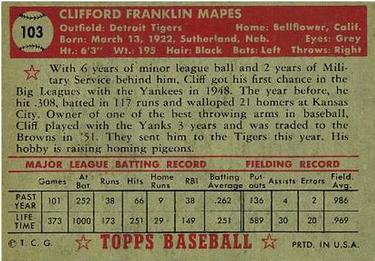 103
CLIFFORD FRANKLIN MAPES
Outfield: Detroit Tigers Home: Bellflower, Calif.
Born: March 13, 1922, Sutherland, Neb. Eyes: Grey
Ht.: 6'3" Wt.: 195 Hair: Black Bats: Left Throws: Right
☆ With 6 years of minor league ball and 2 years of Mili-
tary Service behind him, Cliff got his first chance in the
Big Leagues with the Yankees in 1948. The year before, he
hit .308, batted in 117 runs and walloped 21 homers at Kansas
City. Owner of one of the best throwing arms in baseball,
Cliff played with the Yanks 3 years and was traded to the
Browns in '51. They sent him to the Tigers this year. His
hobby is raising homing pigeons.
MAJOR LEAGUE BATTING RECORD FIELDING RECORD
Games At Bat Runs Hits Home Runs RBI Batting Average Put-outs Assists Errors Field. Avg.
PAST YEAR 101 252 38 66 9 38 .262 136 4 2 .986
LIFE TIME 373 1000 173 251 29 149 .251 589 30 20 .969
© T. C. G. ☆ TOPPS BASEBALL ☆ PRTD. IN U.S.A.